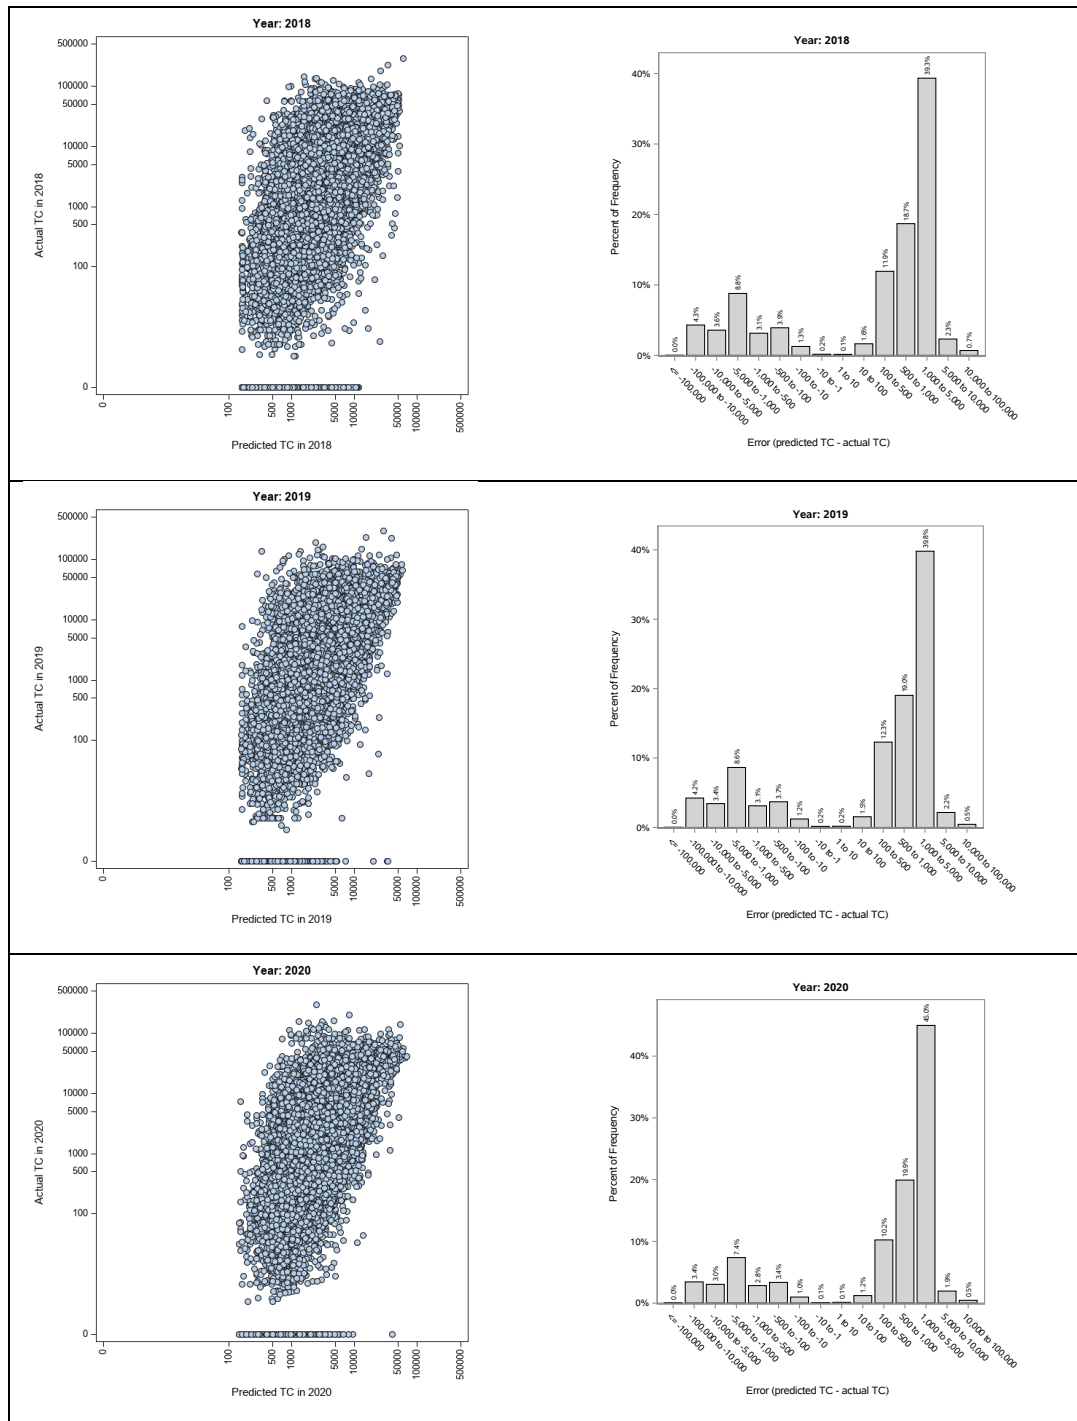 Year: 2018
500000
100000
50000
10000
5000
1000
500
100
0
Actual TC in 2018
0
100
500
1000
5000
10000
50000
100000
500000
Predicted TC in 2018
Year: 2018
40%
30%
20%
10%
0%
Percent of Frequency
0.0%
4.3%
3.6%
8.8%
3.1%
3.9%
1.3%
0.2%
0.1%
1.6%
11.9%
18.7%
39.3%
2.3%
0.7%
<= -100,000
-100,000 to -10,000
-10,000 to -5,000
-5,000 to -1,000
-1,000 to -500
-500 to -100
-100 to -10
-10 to -1
1 to 10
10 to 100
100 to 500
500 to 1,000
1,000 to 5,000
5,000 to 10,000
10,000 to 100,000
Error (predicted TC - actual TC)
Year: 2019
500000
100000
50000
10000
5000
1000
500
100
0
Actual TC in 2019
0
100
500
1000
5000
10000
50000
100000
500000
Predicted TC in 2019
Year: 2019
40%
30%
20%
10%
0%
Percent of Frequency
0.0%
4.2%
3.4%
8.6%
3.1%
3.7%
1.2%
0.2%
0.2%
1.5%
12.3%
19.0%
39.8%
2.2%
0.5%
<= -100,000
-100,000 to -10,000
-10,000 to -5,000
-5,000 to -1,000
-1,000 to -500
-500 to -100
-100 to -10
-10 to -1
1 to 10
10 to 100
100 to 500
500 to 1,000
1,000 to 5,000
5,000 to 10,000
10,000 to 100,000
Error (predicted TC - actual TC)
Year: 2020
500000
100000
50000
10000
5000
1000
500
100
0
Actual TC in 2020
0
100
500
1000
5000
10000
50000
100000
500000
Predicted TC in 2020
Year: 2020
40%
30%
20%
10%
0%
Percent of Frequency
0.0%
3.4%
3.0%
7.4%
2.8%
3.4%
1.0%
0.1%
0.1%
1.2%
10.2%
19.9%
45.0%
1.9%
0.5%
<= -100,000
-100,000 to -10,000
-10,000 to -5,000
-5,000 to -1,000
-1,000 to -500
-500 to -100
-100 to -10
-10 to -1
1 to 10
10 to 100
100 to 500
500 to 1,000
1,000 to 5,000
5,000 to 10,000
10,000 to 100,000
Error (predicted TC - actual TC)